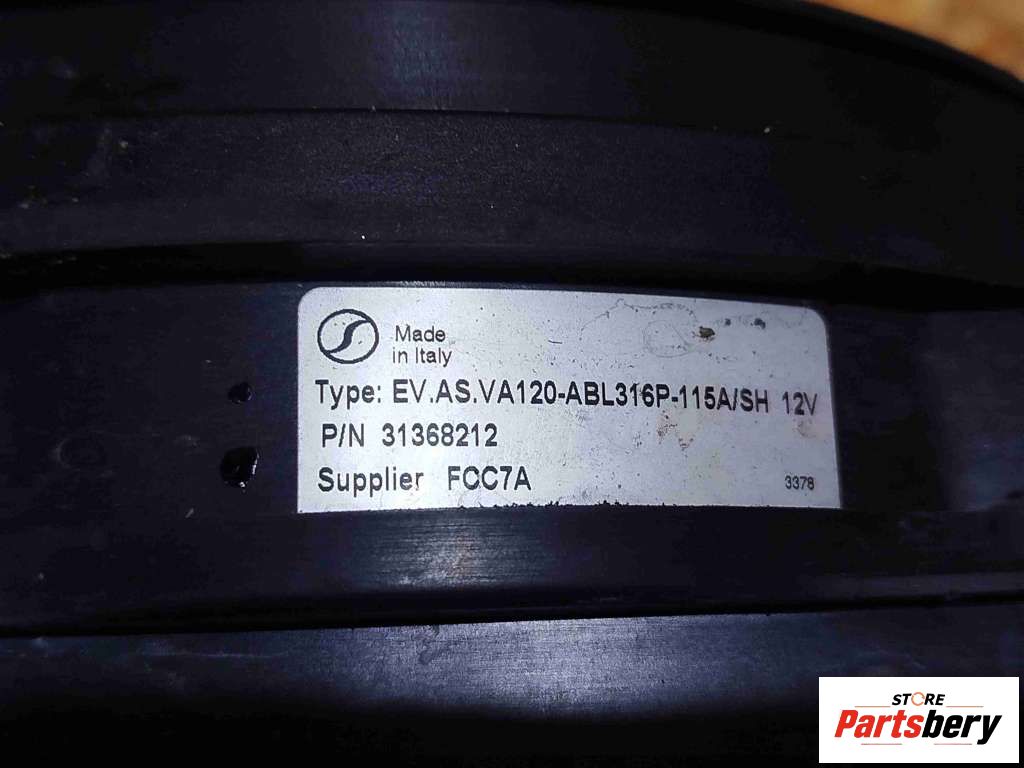 Made
in Italy
Type: EV.AS.VA120-ABL316P-115A/SH 12V
P/N 31368212
Supplier FCC7A
3378
STORE
Partsbery